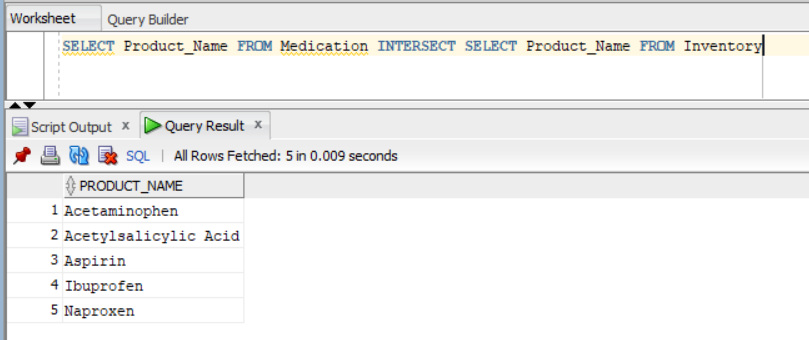 Worksheet Query Builder
SELECT Product_Name FROM Medication INTERSECT SELECT Product_Name FROM Inventory
Script Output x Query Result x
SQL | All Rows Fetched: 5 in 0.009 seconds
PRODUCT_NAME
1 Acetaminophen
2 Acetylsalicylic Acid
3 Aspirin
4 Ibuprofen
5 Naproxen